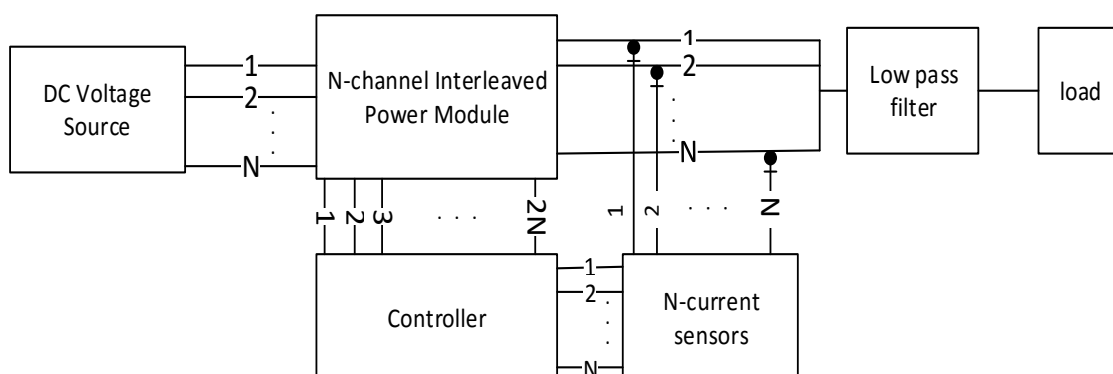 DC Voltage
Source
1
2
N
N-channel Interleaved
Power Module
1
2
N
Low pass
filter
load
1
2
3
. . .
2N
1
2
. . .
N
Controller
1
2
N
N-current
sensors